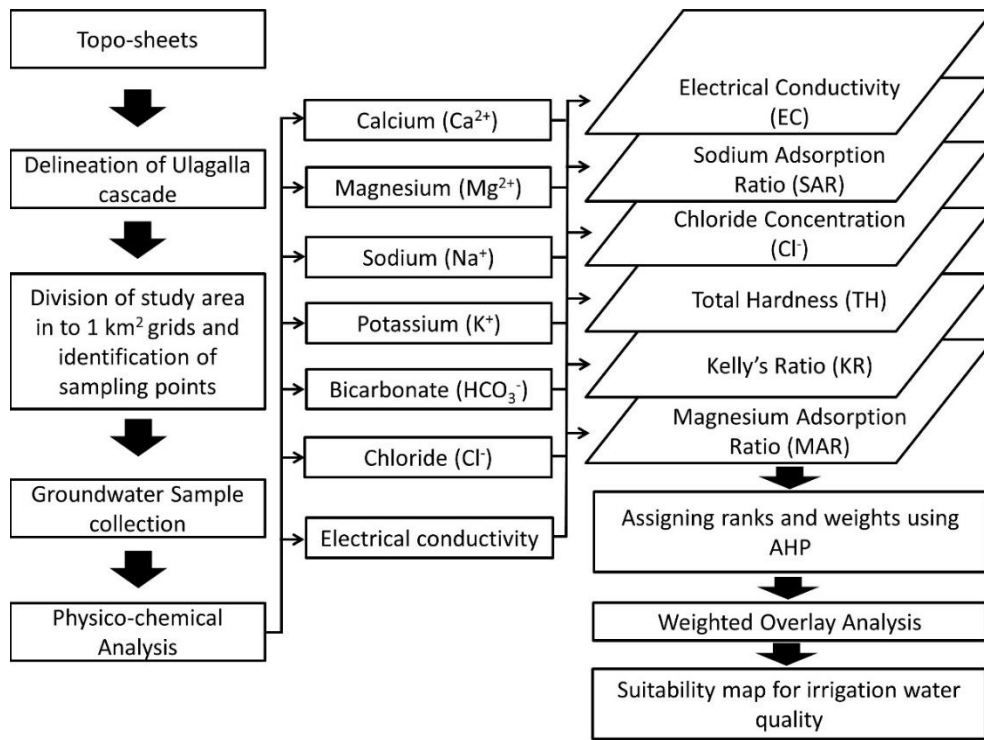 Topo-sheets
Delineation of Ulagalla
cascade
Division of study area
in to 1 km² grids and
identification of
sampling points
Groundwater Sample
collection
Physico-chemical
Analysis
Calcium (Ca²⁺)
Magnesium (Mg²⁺)
Sodium (Na⁺)
Potassium (K⁺)
Bicarbonate (HCO₃⁻)
Chloride (Cl⁻)
Electrical conductivity
Electrical Conductivity
(EC)
Sodium Adsorption
Ratio (SAR)
Chloride Concentration
(Cl⁻)
Total Hardness (TH)
Kelly’s Ratio (KR)
Magnesium Adsorption
Ratio (MAR)
Assigning ranks and weights using
AHP
Weighted Overlay Analysis
Suitability map for irrigation water
quality